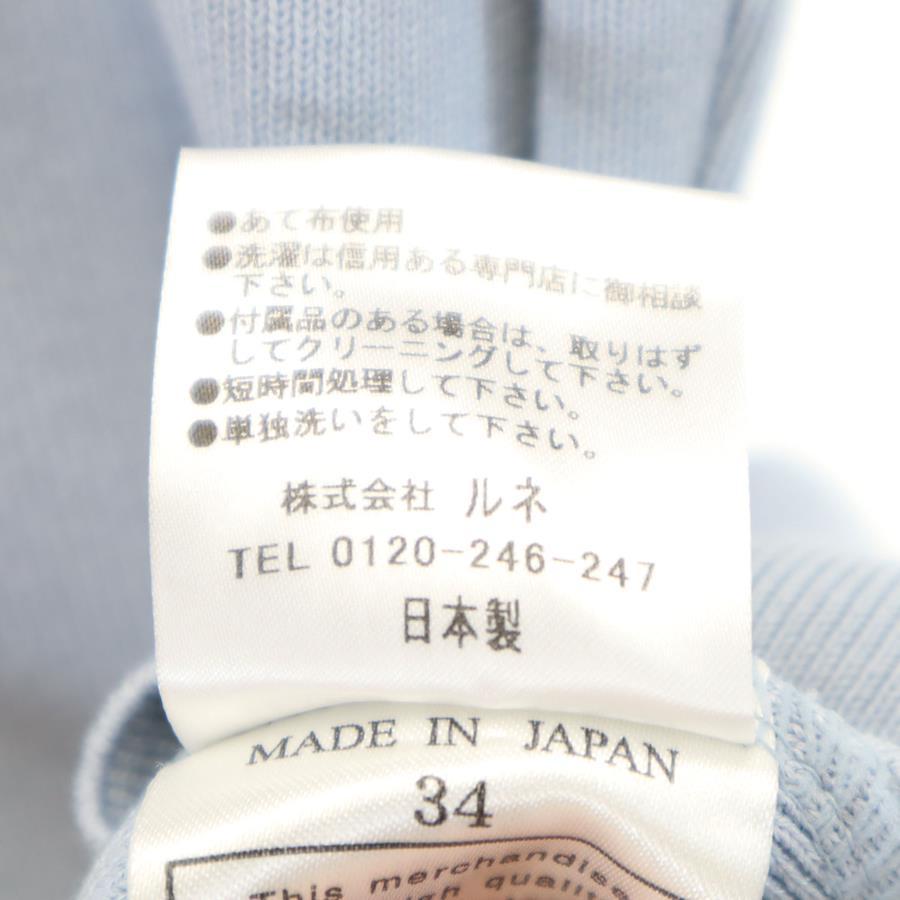 ●あて布使用
●洗濯は信用ある専門店に御相談
下さい。
●付属品のある場合は、取りはず
してクリーニングして下さい。
●短時間処理して下さい。
●単独洗いをして下さい。
株式会社 ルネ
TEL 0120-246-247
日本製
MADE IN JAPAN
34
This merchandise
high quality